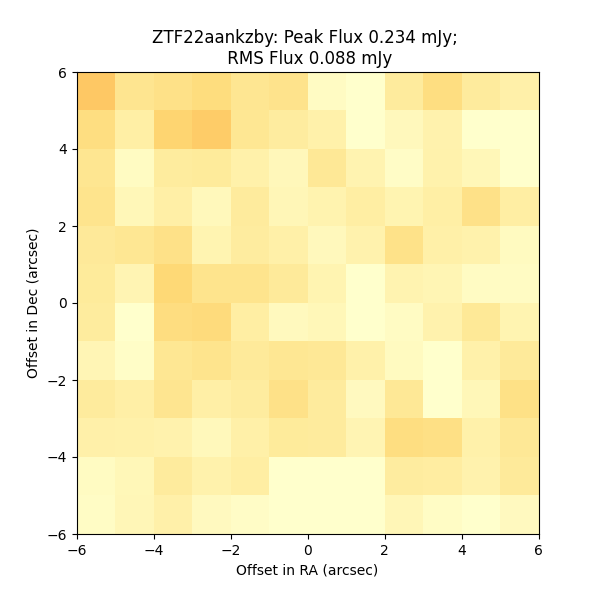 ZTF22aankzby: Peak Flux 0.234 mJy;
RMS Flux 0.088 mJy
6
4
2
0
−2
−4
−6
Offset in Dec (arcsec)
−6 −4 −2 0 2 4 6
Offset in RA (arcsec)